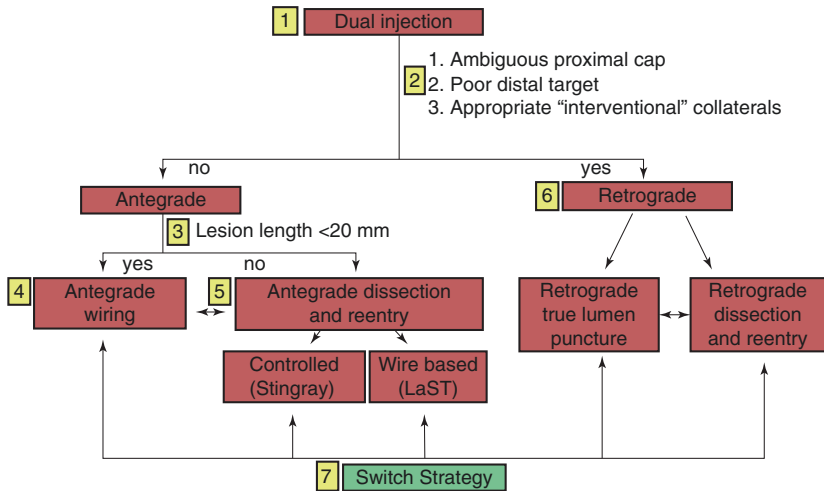 1 Dual injection
2
1. Ambiguous proximal cap
2. Poor distal target
3. Appropriate “interventional” collaterals
no
yes
Antegrade
6 Retrograde
3 Lesion length <20 mm
yes
no
4
Antegrade
wiring
5
Antegrade dissection
and reentry
Retrograde
true lumen
puncture
Retrograde
dissection
and reentry
Controlled
(Stingray)
Wire based
(LaST)
7 Switch Strategy